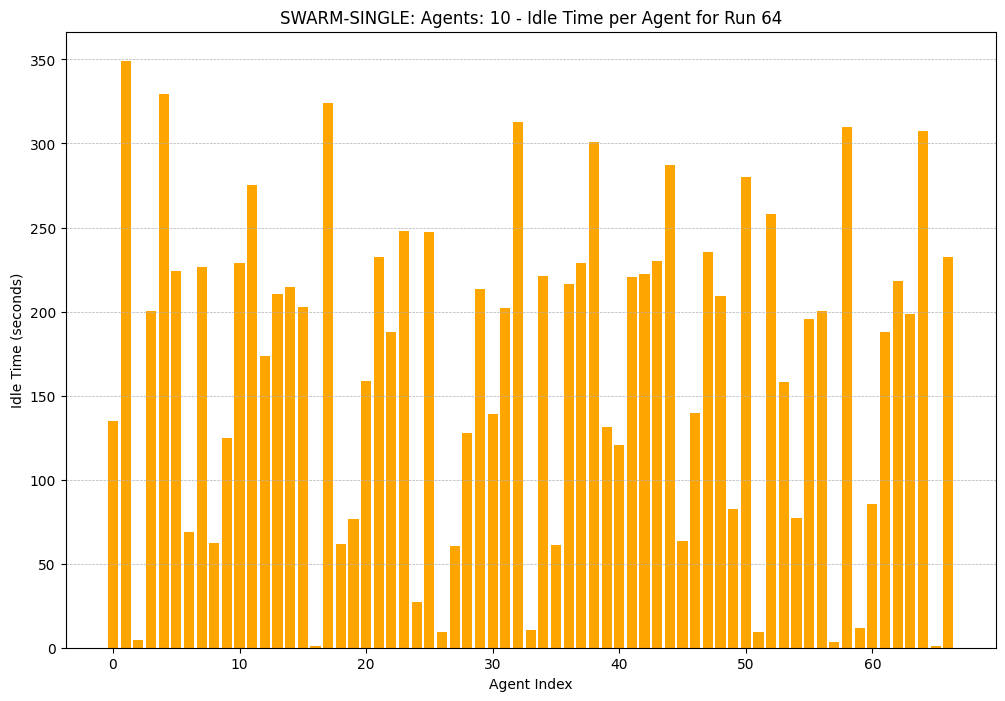 SWARM-SINGLE: Agents: 10 - Idle Time per Agent for Run 64
Idle Time (seconds)
350
300
250
200
150
100
50
0
0 10 20 30 40 50 60
Agent Index